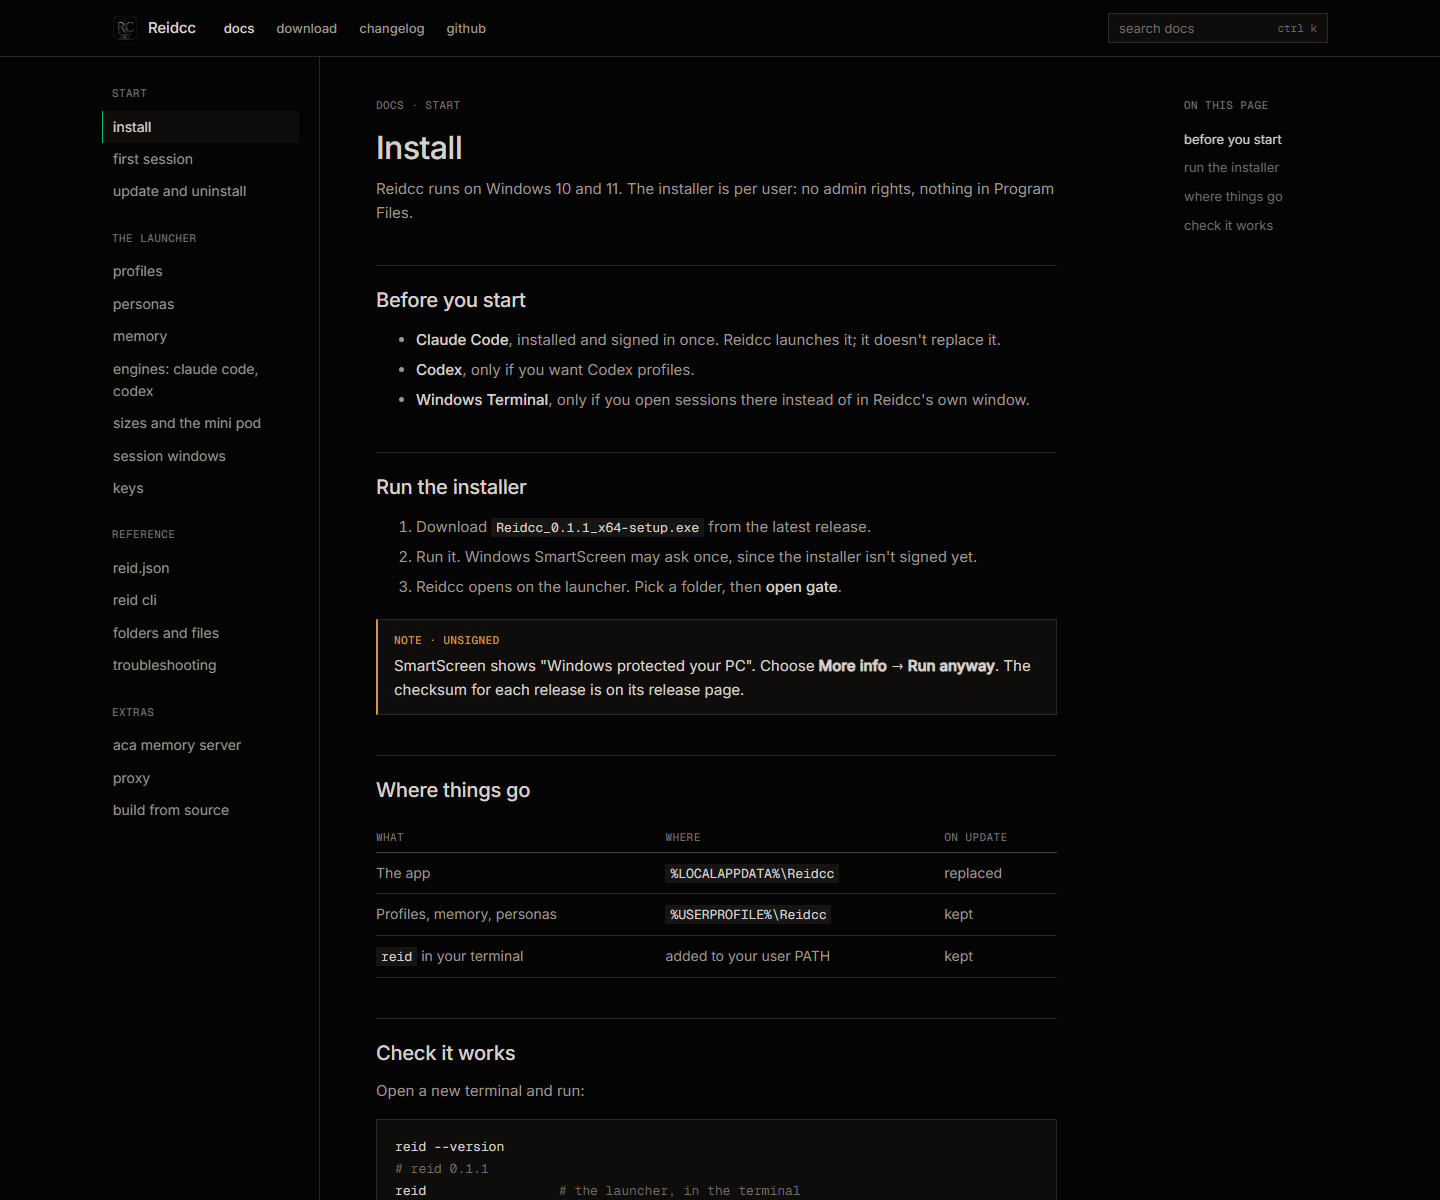 RC
Reidcc
docs
download
changelog
github
search docs
ctrl k
START
install
first session
update and uninstall
THE LAUNCHER
profiles
personas
memory
engines: claude code,
codex
sizes and the mini pod
session windows
keys
REFERENCE
reid.json
reid cli
folders and files
troubleshooting
EXTRAS
aca memory server
proxy
build from source
DOCS · START
Install
Reidcc runs on Windows 10 and 11. The installer is per user: no admin rights, nothing in Program
Files.
Before you start
• Claude Code, installed and signed in once. Reidcc launches it; it doesn't replace it.
• Codex, only if you want Codex profiles.
• Windows Terminal, only if you open sessions there instead of in Reidcc's own window.
Run the installer
1. Download Reidcc_0.1.1_x64-setup.exe from the latest release.
2. Run it. Windows SmartScreen may ask once, since the installer isn't signed yet.
3. Reidcc opens on the launcher. Pick a folder, then open gate.
NOTE · UNSIGNED
SmartScreen shows "Windows protected your PC". Choose More info → Run anyway. The
checksum for each release is on its release page.
Where things go
WHAT WHERE ON UPDATE
The app %LOCALAPPDATA%\Reidcc replaced
Profiles, memory, personas %USERPROFILE%\Reidcc kept
reid in your terminal added to your user PATH kept
Check it works
Open a new terminal and run:
reid --version
# reid 0.1.1
reid # the launcher, in the terminal
ON THIS PAGE
before you start
run the installer
where things go
check it works